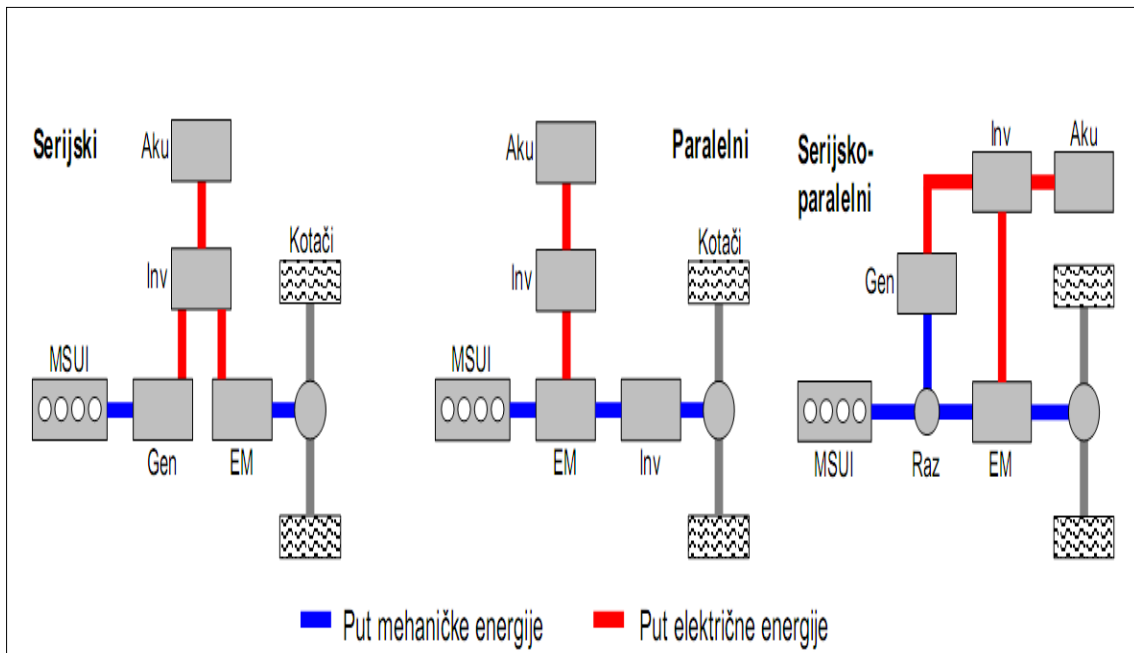 Serijski
Aku
Inv
Kotači
MSUI
Gen
EM
Paralelni
Aku
Inv
Kotači
MSUI
EM
Inv
Serijsko-
paralelni
Inv
Aku
Gen
MSUI
Raz
EM
Put mehaničke energije
Put električne energije